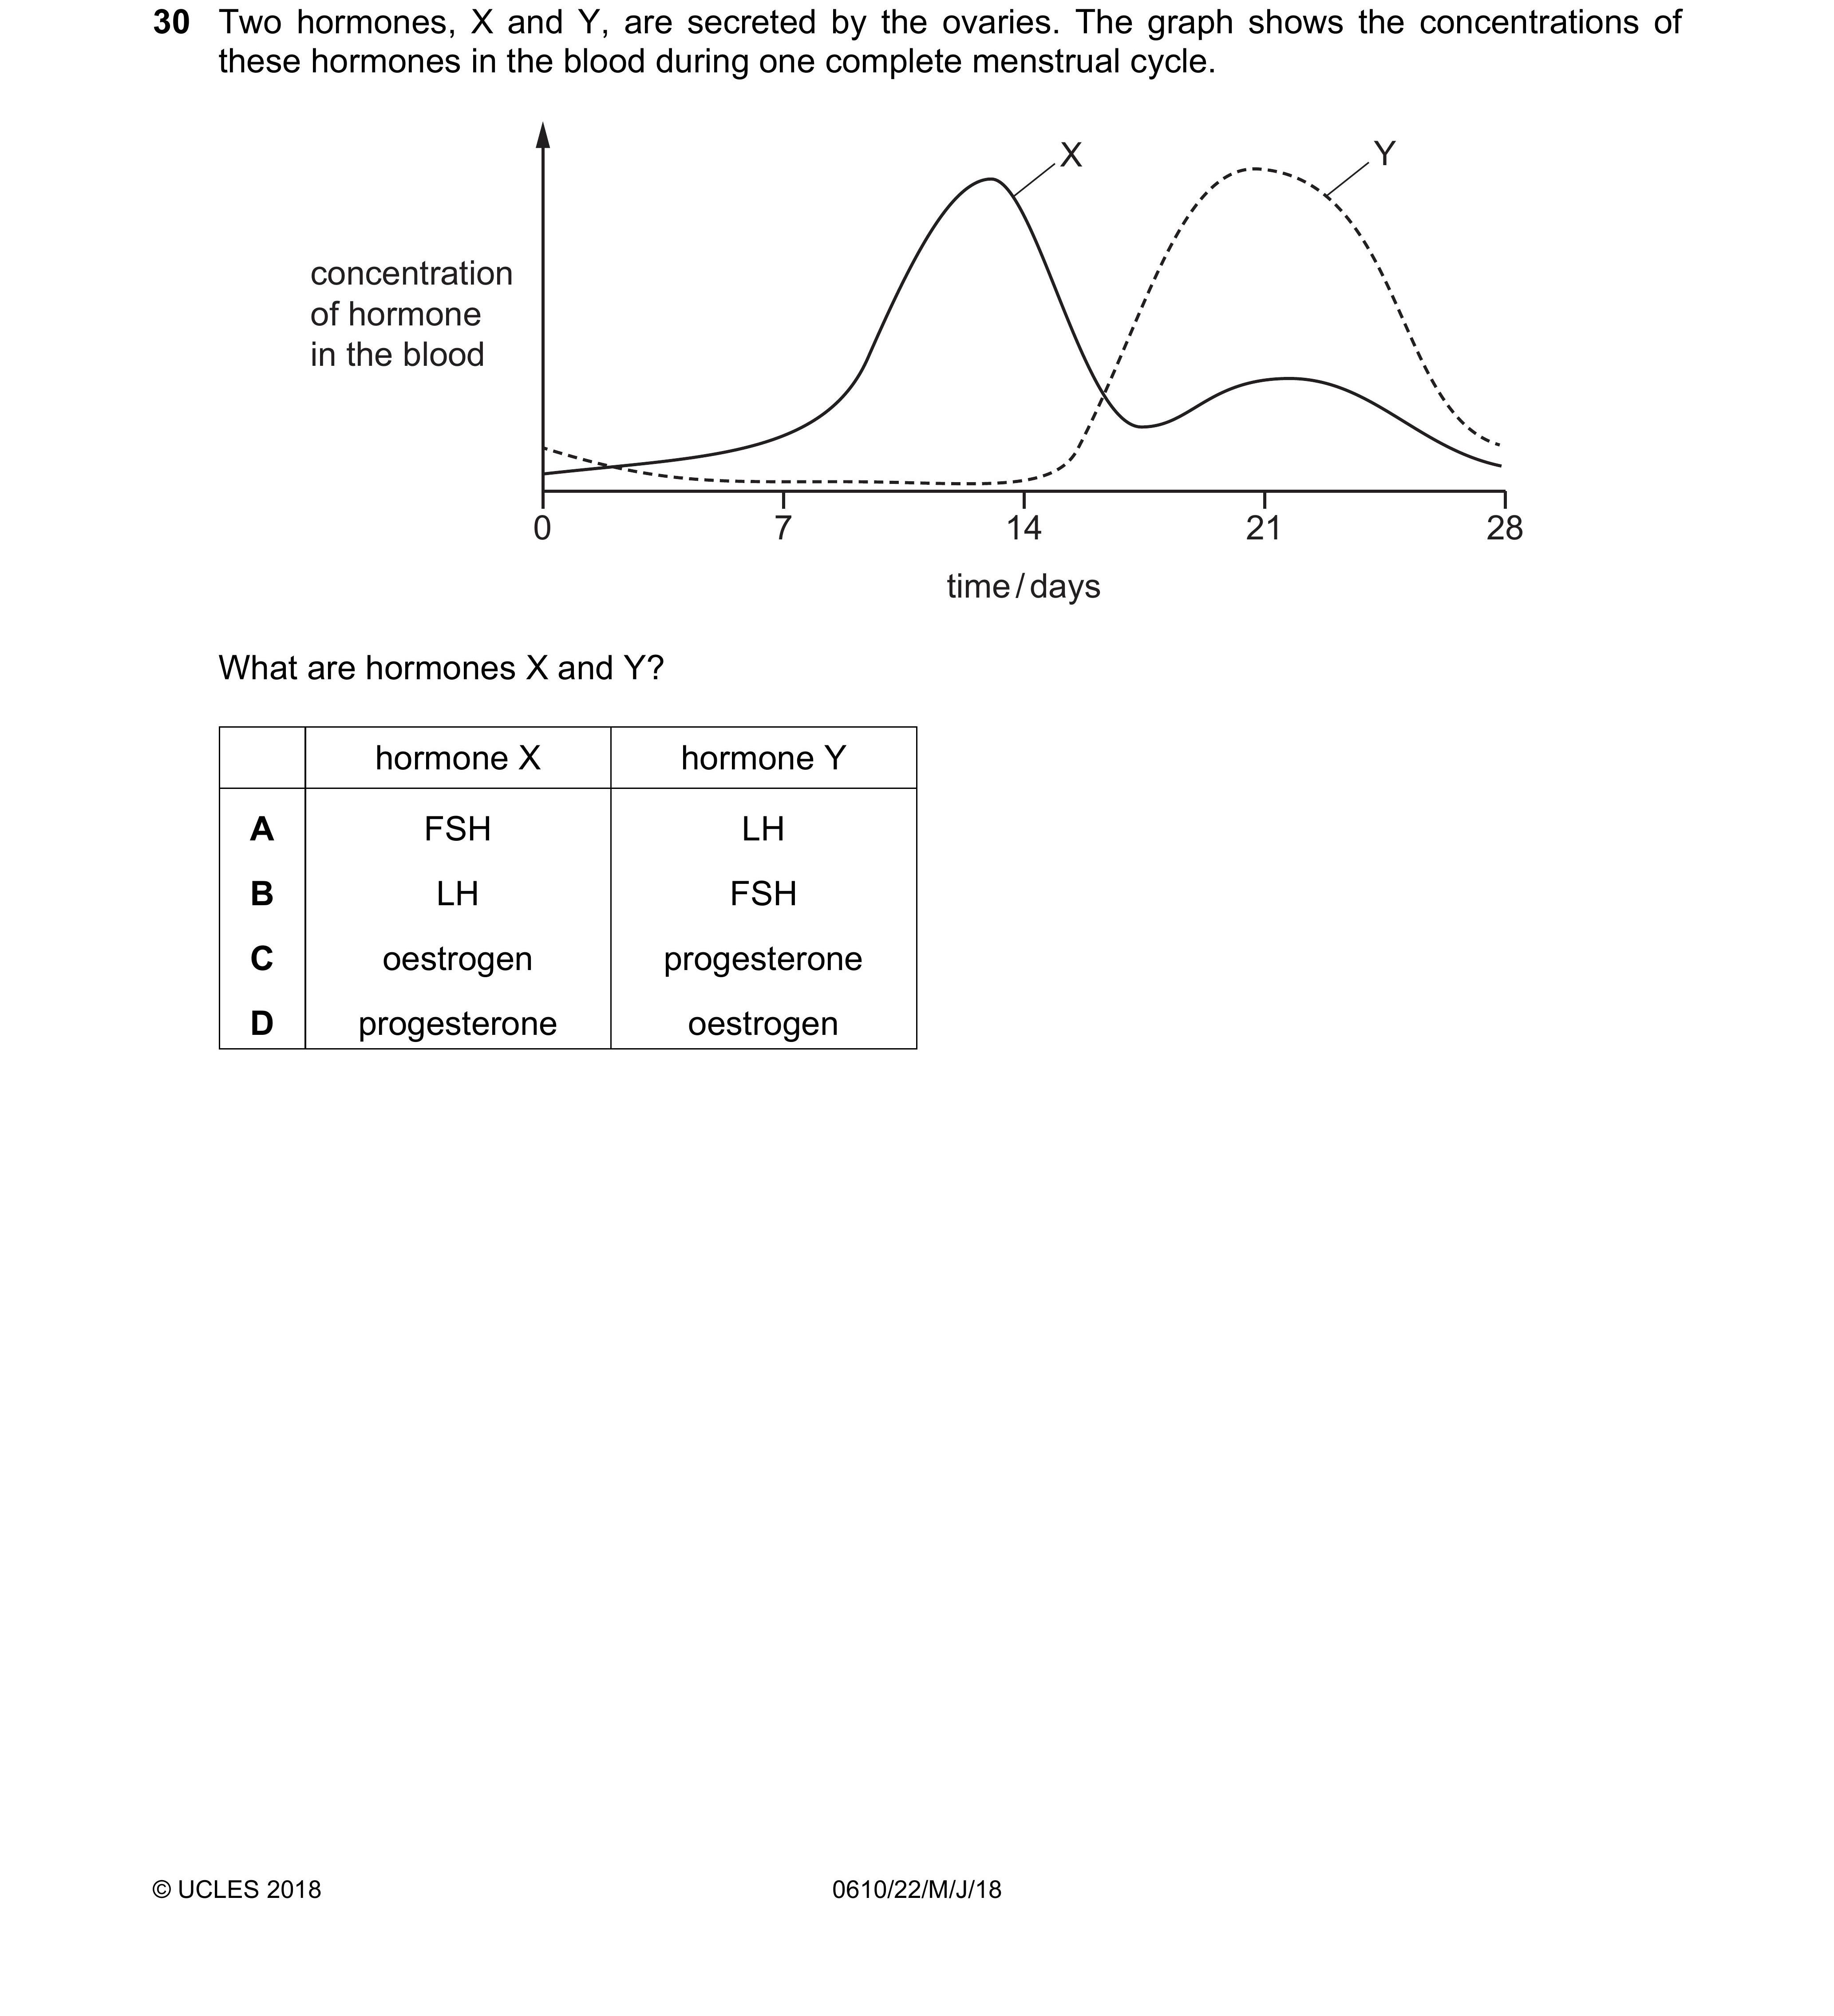 30 Two hormones, X and Y, are secreted by the ovaries. The graph shows the concentrations of
these hormones in the blood during one complete menstrual cycle.
X
Y
concentration
of hormone
in the blood
0 7 14 21 28
time / days
What are hormones X and Y?
hormone X hormone Y
A FSH LH
B LH FSH
C oestrogen progesterone
D progesterone oestrogen
© UCLES 2018 0610/22/M/J/18